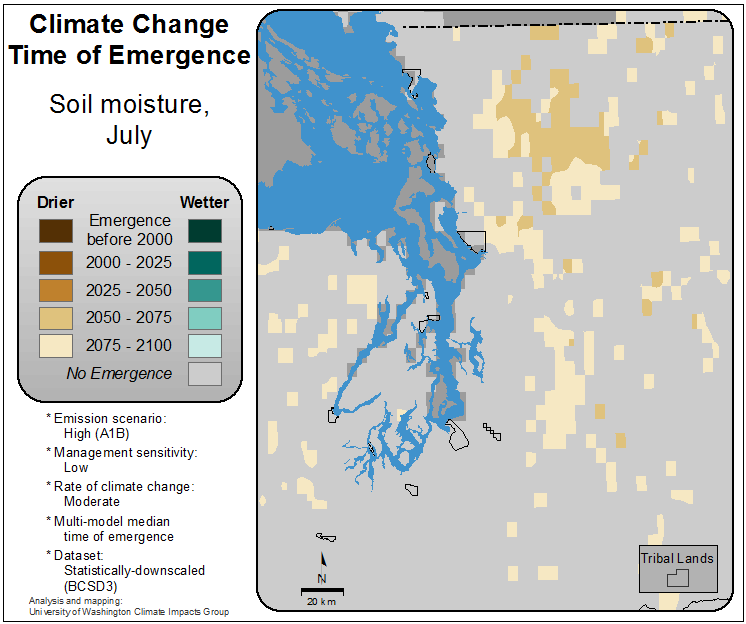 Climate Change
Time of Emergence
Soil moisture,
July
Drier Wetter
Emergence
before 2000
2000 - 2025
2025 - 2050
2050 - 2075
2075 - 2100
No Emergence
* Emission scenario:
High (A1B)
* Management sensitivity:
Low
* Rate of climate change:
Moderate
* Multi-model median
time of emergence
* Dataset:
Statistically-downscaled
(BCSD3)
Analysis and mapping:
University of Washington Climate Impacts Group
N
20 km
Tribal Lands